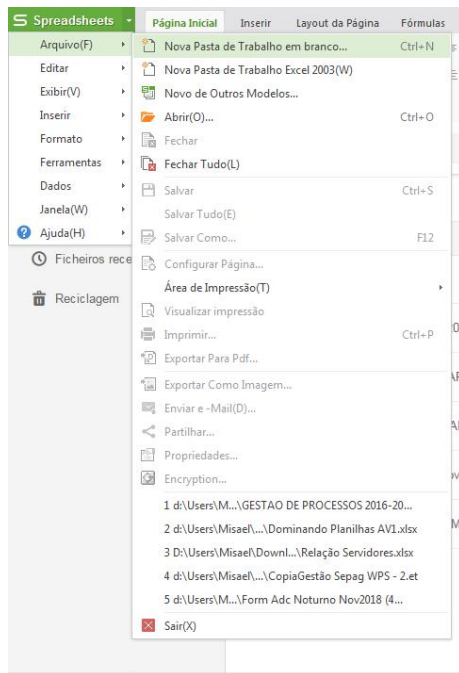 Spreadsheets
Página Inicial Inserir Layout da Página Fórmulas
Arquivo(F)
Editar
Exibir(V)
Inserir
Formato
Ferramentas
Dados
Janela(W)
Ajuda(H)
Ficheiros rece
Reciclagem
Nova Pasta de Trabalho em branco... Ctrl+N
Nova Pasta de Trabalho Excel 2003(W)
Novo de Outros Modelos...
Abrir(O)... Ctrl+O
Fechar
Fechar Tudo(L)
Salvar Ctrl+S
Salvar Tudo(E)
Salvar Como... F12
Configurar Página...
Área de Impressão(T)
Visualizar impressão
Imprimir... Ctrl+P
Exportar Para Pdf...
Exportar Como Imagem...
Enviar e -Mail(D)...
Partilhar...
Propriedades...
Encryption...
1 d:\Users\M...\GESTAO DE PROCESSOS 2016-20...
2 d:\Users\Misael\...\Dominando Planilhas AV1.xlsx
3 D:\Users\Misael\Downl...\Relação Servidores.xlsx
4 d:\Users\Misael\...\CopiaGestão Sepag WPS - 2.et
5 d:\Users\M...\Form Adc Noturno Nov2018 (4...
Sair(X)